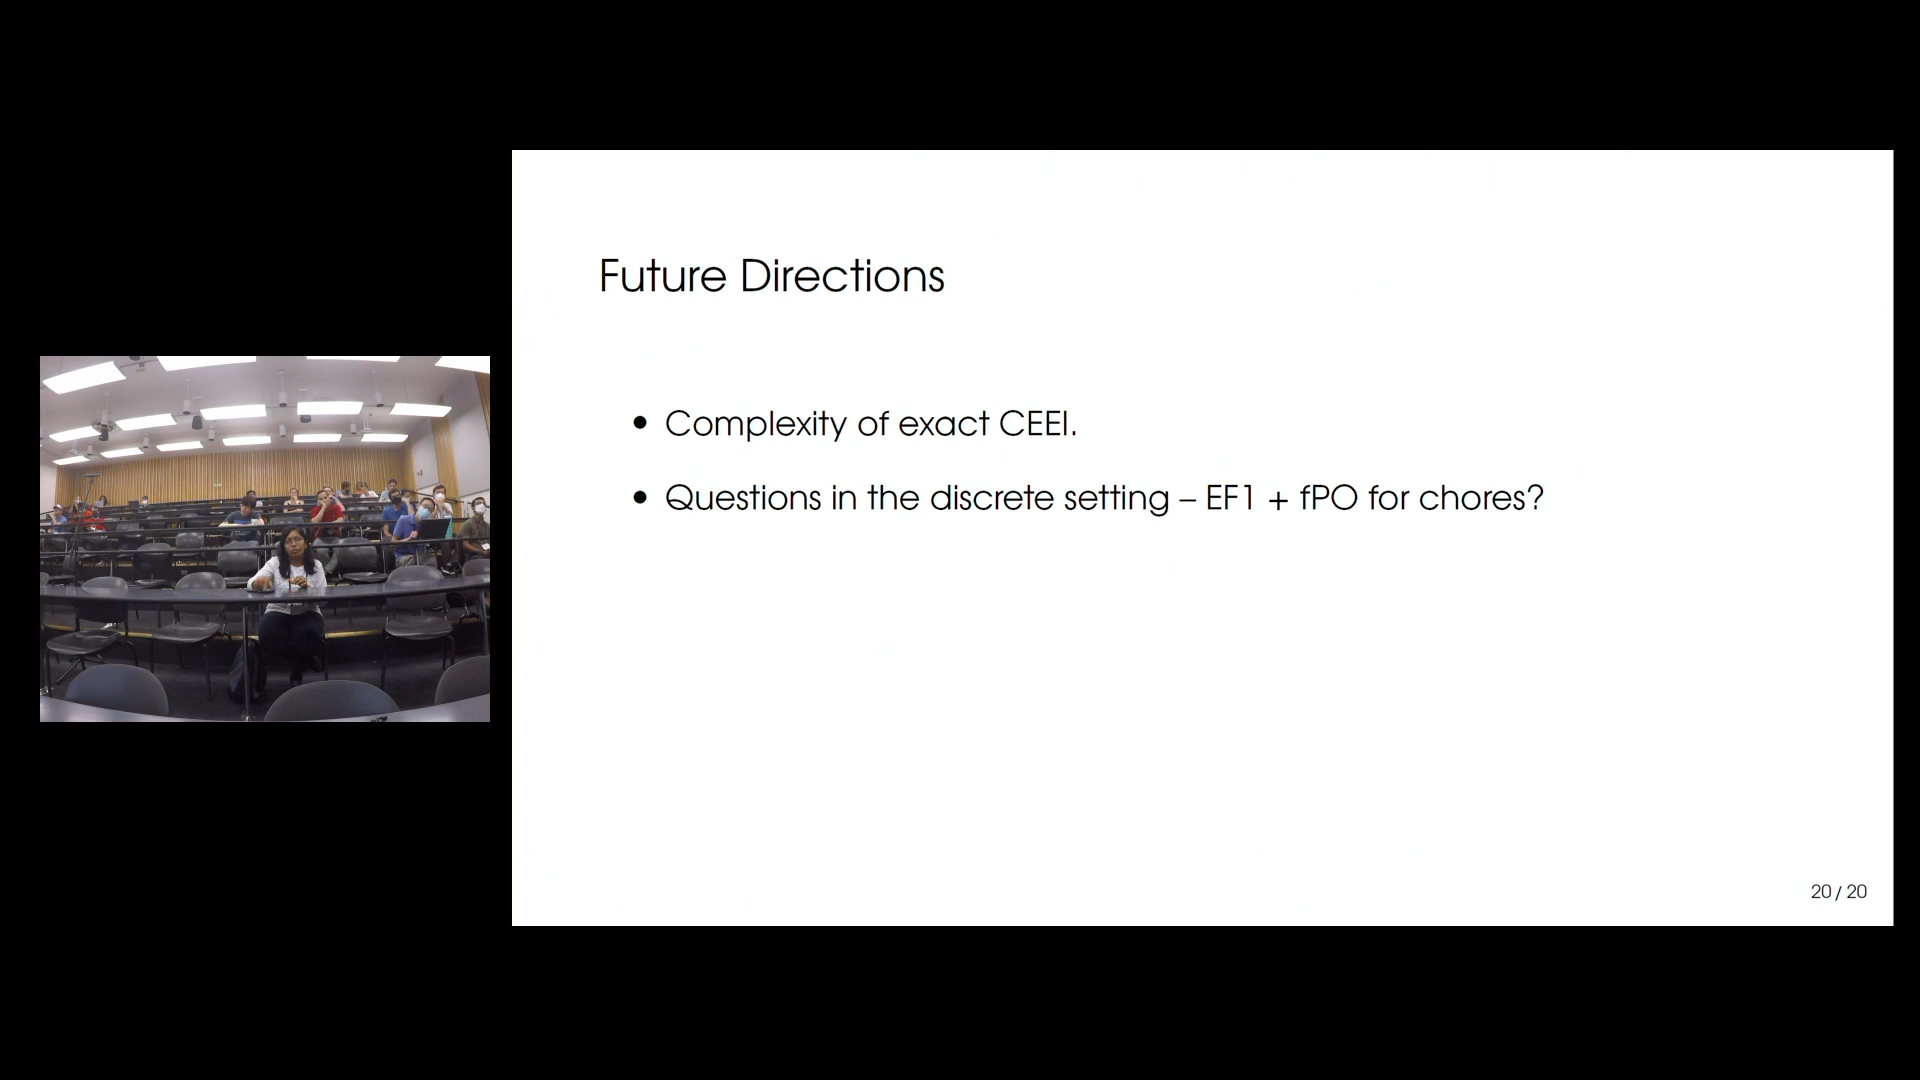 Future Directions
• Complexity of exact CEEI.
• Questions in the discrete setting – EF1 + fPO for chores?
20 / 20